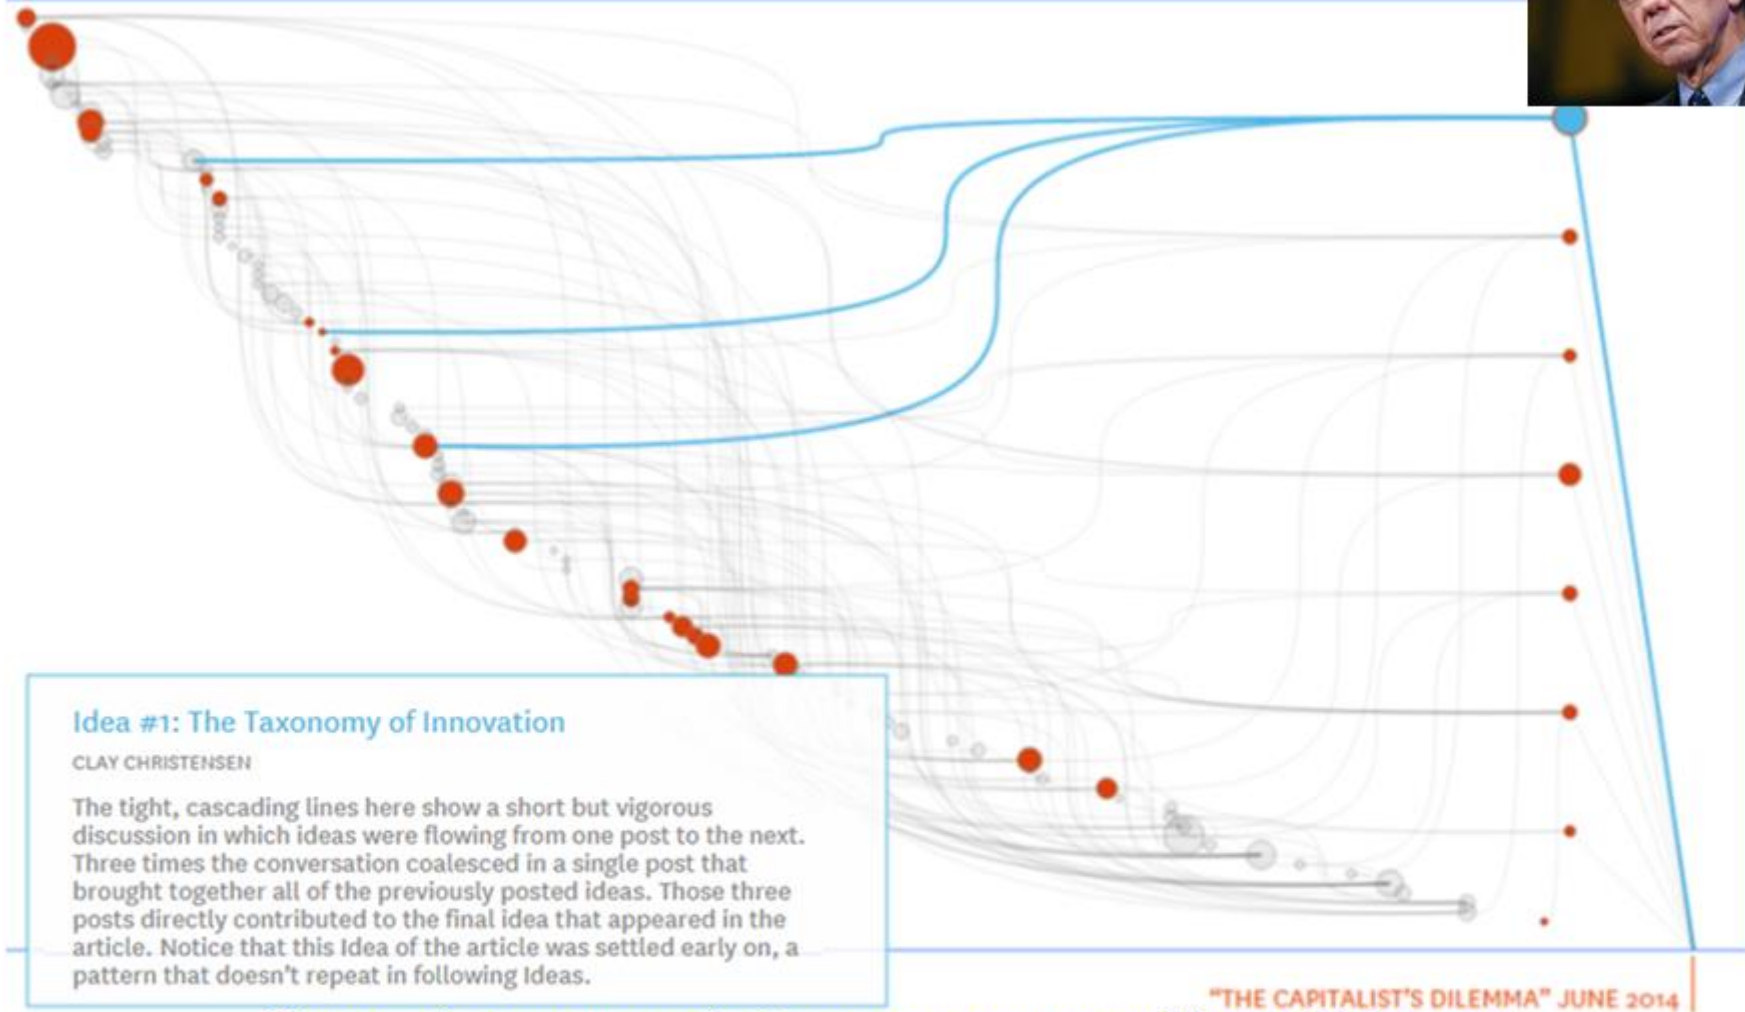 Idea #1: The Taxonomy of Innovation
CLAY CHRISTENSEN
The tight, cascading lines here show a short but vigorous
discussion in which ideas were flowing from one post to the next.
Three times the conversation coalesced in a single post that
brought together all of the previously posted ideas. Those three
posts directly contributed to the final idea that appeared in the
article. Notice that this Idea of the article was settled early on, a
pattern that doesn't repeat in following Ideas.
"THE CAPITALIST'S DILEMMA" JUNE 2014